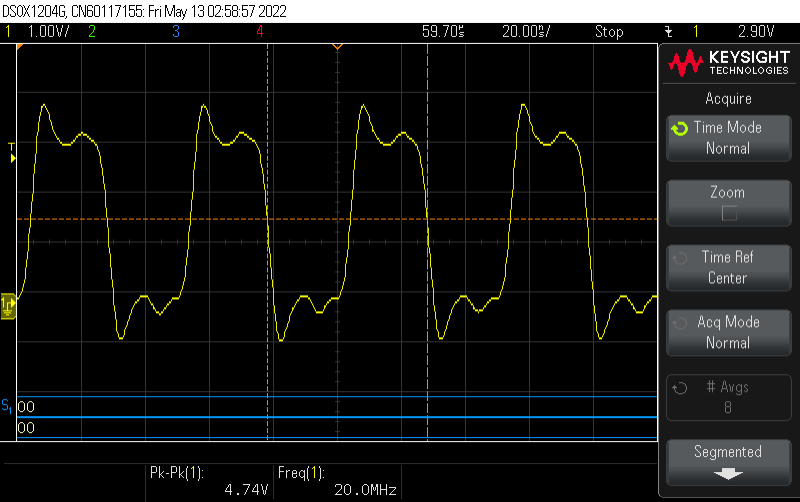 DSOX1204G, CN60117155: Fri May 13 02:58:57 2022
1 1.00V/ 2 3 4 59.70s 20.00s/ Stop 1 2.90V
KEYSIGHT
TECHNOLOGIES
Acquire
Time Mode
Normal
Zoom
Time Ref
Center
Acq Mode
Normal
# Avgs
8
Segmented
T
1
S1 00
00
Pk-Pk(1):
4.74V
Freq(1):
20.0MHz